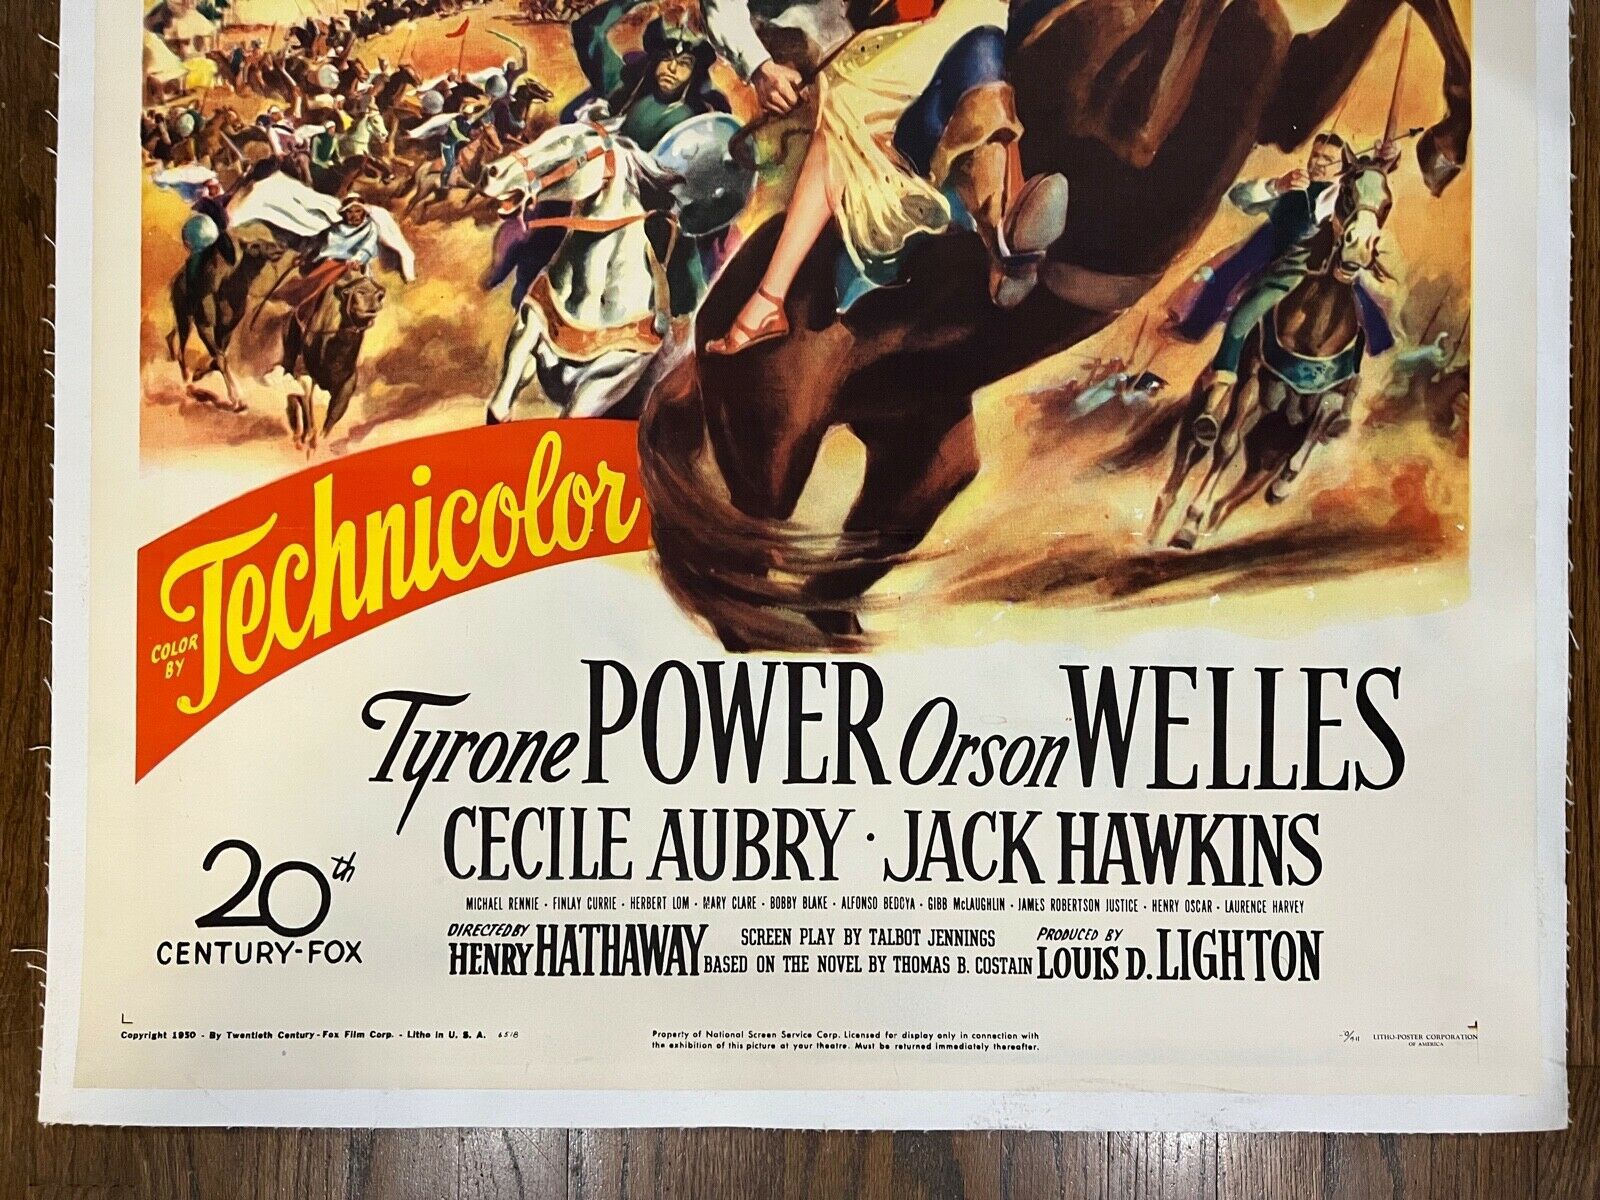 COLOR BY Technicolor
Tyrone POWER Orson WELLES
CECILE AUBRY · JACK HAWKINS
MICHAEL RENNIE · FINLAY CURRIE · HERBERT LOM · MARY CLARE · BOBBY BLAKE · ALFONSO BEDOYA · GIBB McLAUGHLIN · JAMES ROBERTSON JUSTICE · HENRY OSCAR · LAURENCE HARVEY
20th
CENTURY-FOX
DIRECTED BY
HENRY HATHAWAY
SCREEN PLAY BY TALBOT JENNINGS
BASED ON THE NOVEL BY THOMAS B. COSTAIN
PRODUCED BY
LOUIS D. LIGHTON
Copyright 1950 - By Twentieth Century-Fox Film Corp. - Litho in U. S. A. 6518
Property of National Screen Service Corp. Licensed for display only in connection with
the exhibition of this picture at your theatre. Must be returned immediately thereafter.
LITHO-POSTER CORPORATION
OF AMERICA